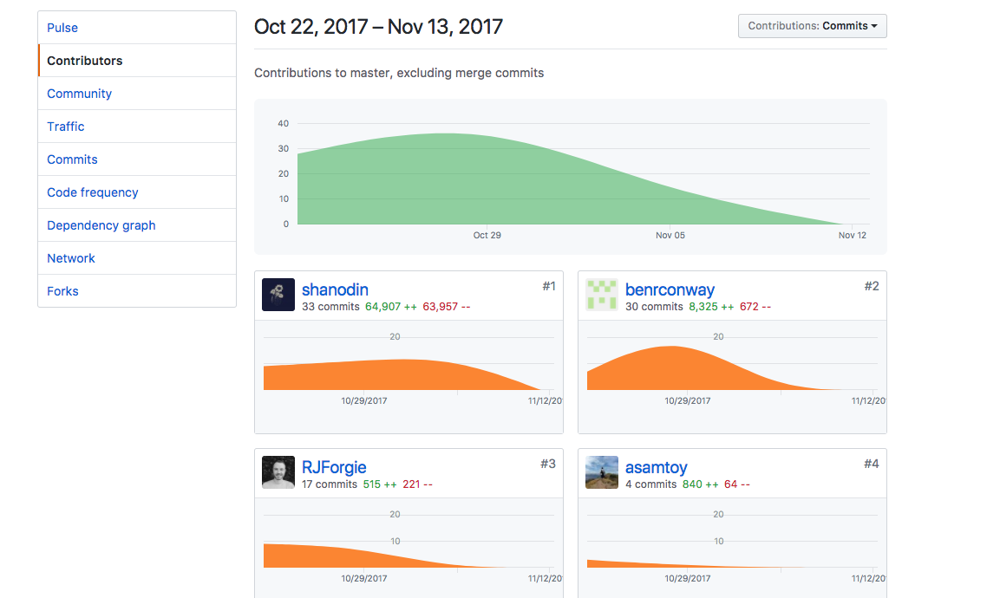 Pulse
Contributors
Community
Traffic
Commits
Code frequency
Dependency graph
Network
Forks
Oct 22, 2017 – Nov 13, 2017
Contributions: Commits
Contributions to master, excluding merge commits
40
30
20
10
0
Oct 29 Nov 05 Nov 12
shanodin #1
33 commits 64,907 ++ 63,957 --
20
10/29/2017 11/12/20
benrconway #2
30 commits 8,325 ++ 672 --
20
10/29/2017 11/12/20
RJForgie #3
17 commits 515 ++ 221 --
20
10
10/29/2017 11/12/20
asamtoy #4
4 commits 840 ++ 64 --
20
10
10/29/2017 11/12/20